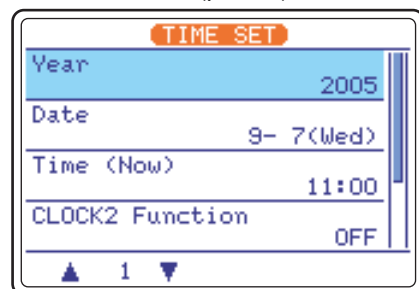 TIME SET
Year
2005
Date
9- 7(Wed)
Time (Now)
11:00
CLOCK2 Function
OFF
▲ 1 ▼